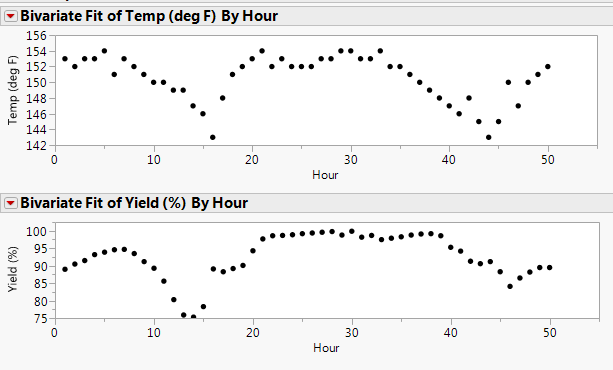 Bivariate Fit of Temp (deg F) By Hour
156
154
152
150
148
146
144
142
Temp (deg F)
0 10 20 30 40 50
Hour
Bivariate Fit of Yield (%) By Hour
100
95
90
85
80
75
Yield (%)
0 10 20 30 40 50
Hour